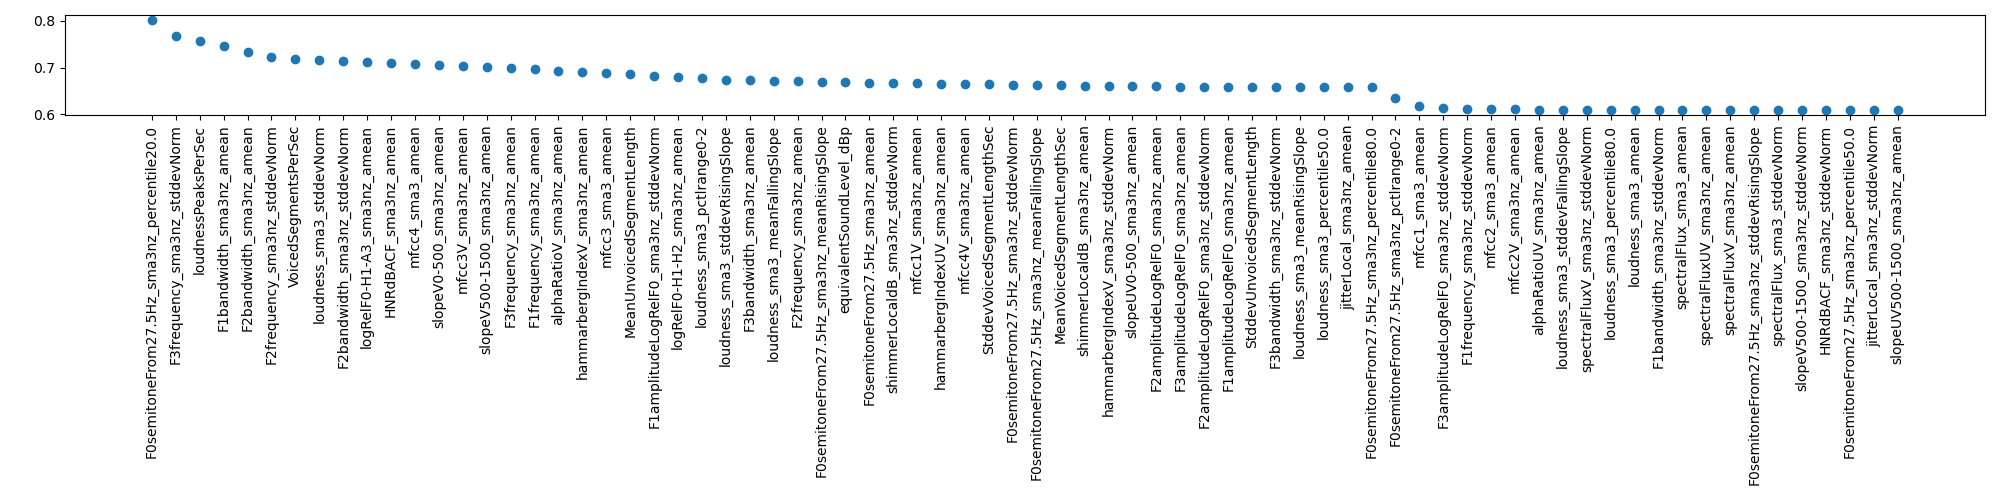 0.8
0.7
0.6
F0semitoneFrom27.5Hz_sma3nz_percentile20.0
F3frequency_sma3nz_stddevNorm
loudnessPeaksPerSec
F1bandwidth_sma3nz_amean
F2bandwidth_sma3nz_amean
F2frequency_sma3nz_stddevNorm
VoicedSegmentsPerSec
loudness_sma3_stddevNorm
F2bandwidth_sma3nz_stddevNorm
logRelF0-H1-A3_sma3nz_amean
HNRdBACF_sma3nz_amean
mfcc4_sma3_amean
slopeV0-500_sma3nz_amean
mfcc3V_sma3nz_amean
slopeV500-1500_sma3nz_amean
F3frequency_sma3nz_amean
F1frequency_sma3nz_amean
alphaRatioV_sma3nz_amean
hammarbergIndexV_sma3nz_amean
mfcc3_sma3_amean
MeanUnvoicedSegmentLength
F1amplitudeLogRelF0_sma3nz_stddevNorm
logRelF0-H1-H2_sma3nz_amean
loudness_sma3_pctlrange0-2
loudness_sma3_stddevRisingSlope
F3bandwidth_sma3nz_amean
loudness_sma3_meanFallingSlope
F2frequency_sma3nz_amean
F0semitoneFrom27.5Hz_sma3nz_meanRisingSlope
equivalentSoundLevel_dBp
F0semitoneFrom27.5Hz_sma3nz_amean
shimmerLocaldB_sma3nz_stddevNorm
mfcc1V_sma3nz_amean
hammarbergIndexUV_sma3nz_amean
mfcc4V_sma3nz_amean
StddevVoicedSegmentLengthSec
F0semitoneFrom27.5Hz_sma3nz_stddevNorm
F0semitoneFrom27.5Hz_sma3nz_meanFallingSlope
MeanVoicedSegmentLengthSec
shimmerLocaldB_sma3nz_amean
hammarbergIndexV_sma3nz_stddevNorm
slopeUV0-500_sma3nz_amean
F2amplitudeLogRelF0_sma3nz_amean
F3amplitudeLogRelF0_sma3nz_amean
F2amplitudeLogRelF0_sma3nz_stddevNorm
F1amplitudeLogRelF0_sma3nz_amean
StddevUnvoicedSegmentLength
F3bandwidth_sma3nz_stddevNorm
loudness_sma3_meanRisingSlope
loudness_sma3_percentile50.0
jitterLocal_sma3nz_amean
F0semitoneFrom27.5Hz_sma3nz_percentile80.0
F0semitoneFrom27.5Hz_sma3nz_pctlrange0-2
mfcc1_sma3_amean
F3amplitudeLogRelF0_sma3nz_stddevNorm
F1frequency_sma3nz_stddevNorm
mfcc2_sma3_amean
mfcc2V_sma3nz_amean
alphaRatioUV_sma3nz_amean
loudness_sma3_stddevFallingSlope
spectralFluxV_sma3nz_stddevNorm
loudness_sma3_percentile80.0
loudness_sma3_amean
F1bandwidth_sma3nz_stddevNorm
spectralFlux_sma3_amean
spectralFluxUV_sma3nz_amean
spectralFluxV_sma3nz_amean
F0semitoneFrom27.5Hz_sma3nz_stddevRisingSlope
spectralFlux_sma3_stddevNorm
slopeV500-1500_sma3nz_stddevNorm
HNRdBACF_sma3nz_stddevNorm
F0semitoneFrom27.5Hz_sma3nz_percentile50.0
jitterLocal_sma3nz_stddevNorm
slopeUV500-1500_sma3nz_amean